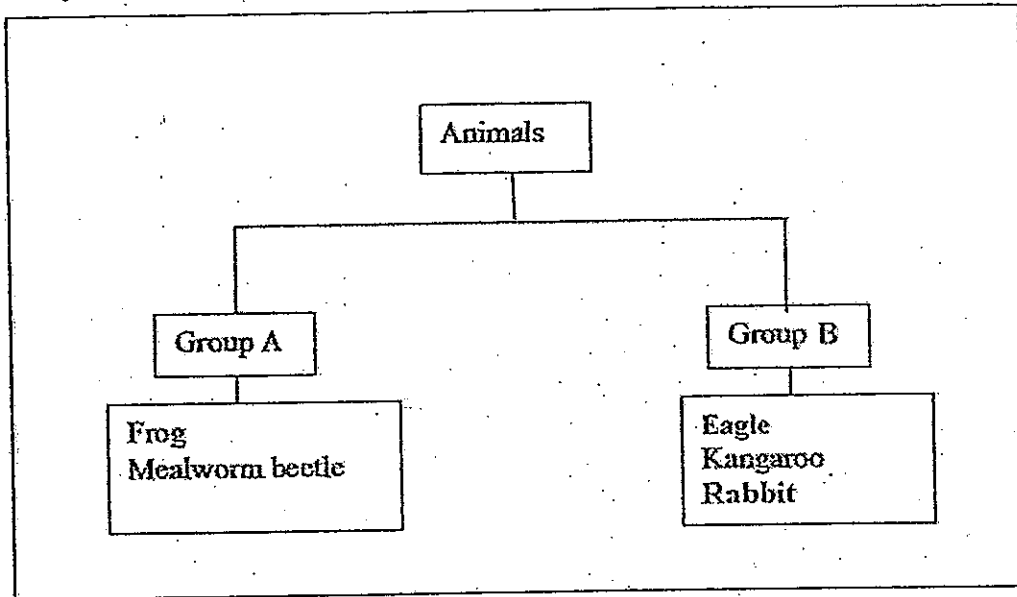 Animals
Group A
Group B
Frog
Mealworm beetle
Eagle
Kangaroo
Rabbit